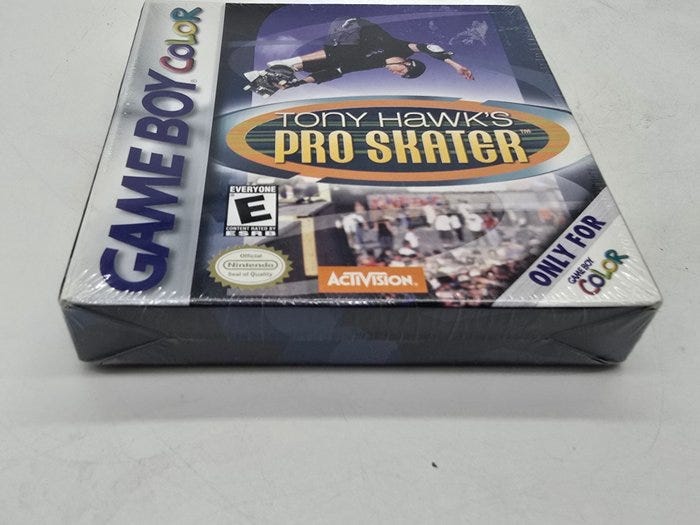 GAME BOY COLOR
TONY HAWK'S
PRO SKATER™
EVERYONE
E
CONTENT RATED BY
ESRB
Official
Nintendo
Seal of Quality
ACTIVISION.
ONLY FOR
GAME BOY
COLOR